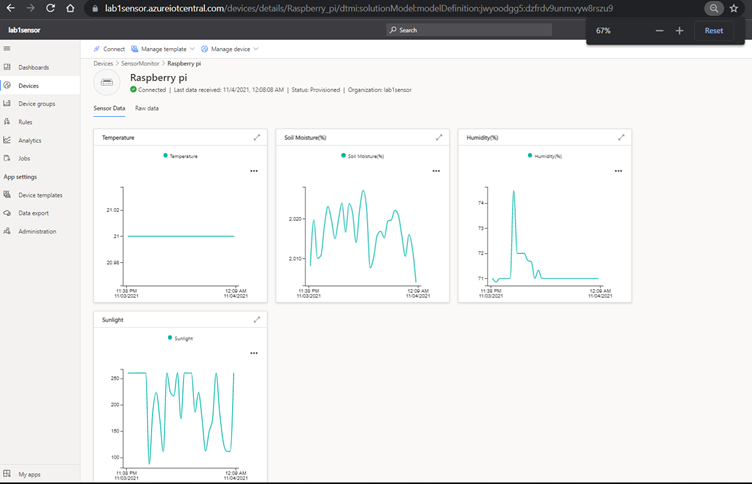 lab1sensor.azureiotcentral.com/devices/details/Raspberry_pi/dtmi:solutionModel:modelDefinition:jwyoodgg5:dzfrdv9unm:vyw8rszu9
67%
Reset
lab1sensor
Search
Connect Manage template Manage device
Devices > SensorMonitor > Raspberry pi
Raspberry pi
Connected | Last data received: 11/4/2021, 12:08:08 AM | Status: Provisioned | Organization: lab1sensor
Sensor Data Raw data
Dashboards
Devices
Device groups
Rules
Analytics
Jobs
App settings
Device templates
Data export
Administration
My apps
Temperature
Temperature
21.02
21
20.98
11:38 PM
11/03/2021
12:09 AM
11/04/2021
Soil Moisture(%)
Soil Moisture(%)
2.020
2.010
11:38 PM
11/03/2021
12:09 AM
11/04/2021
Humidity(%)
Humidity(%)
74
73
72
71
11:38 PM
11/03/2021
12:09 AM
11/04/2021
Sunlight
Sunlight
250
200
150
100
11:38 PM
11/03/2021
12:09 AM
11/04/2021